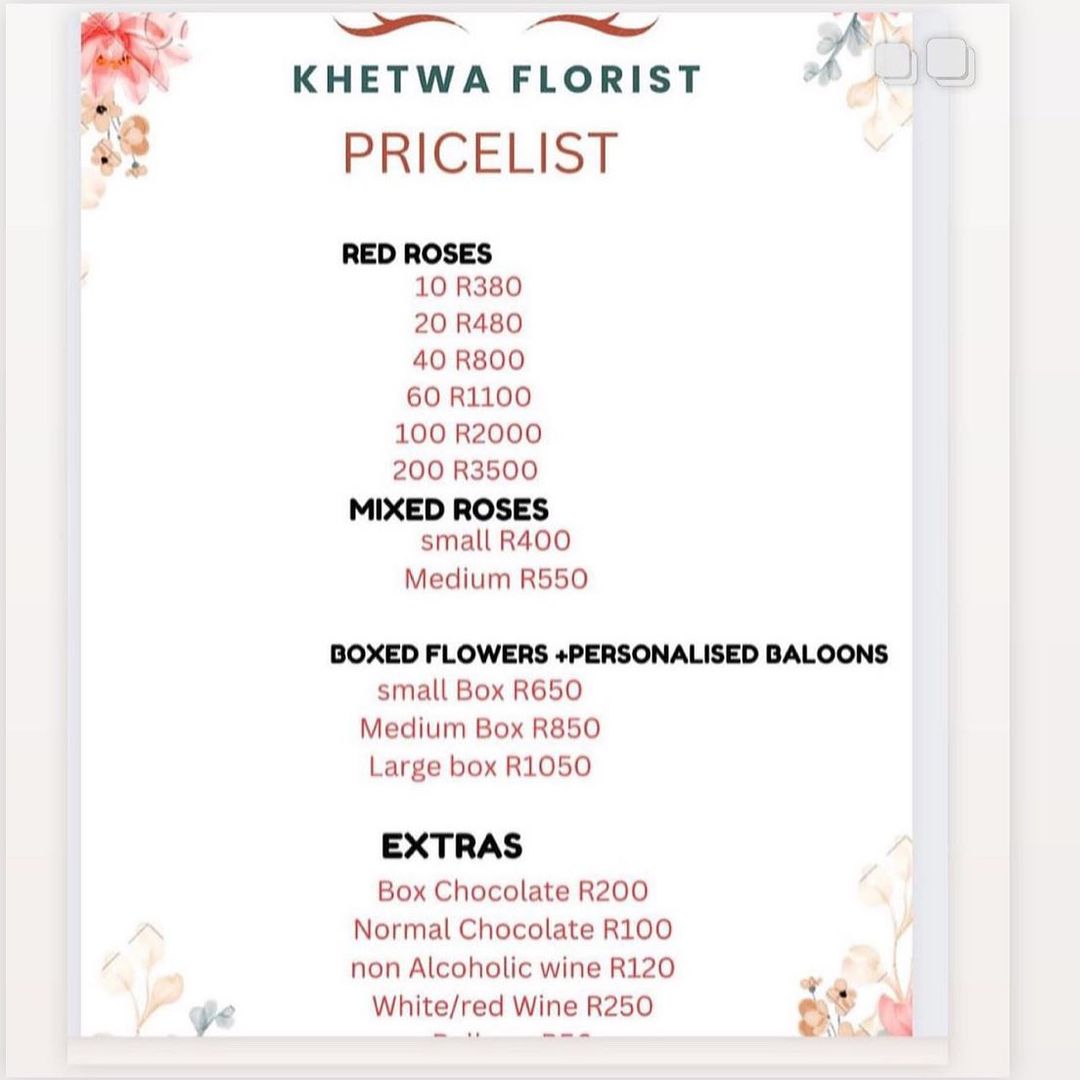 KHETWA FLORIST
PRICELIST
RED ROSES
10 R380
20 R480
40 R800
60 R1100
100 R2000
200 R3500
MIXED ROSES
small R400
Medium R550
BOXED FLOWERS +PERSONALISED BALOONS
small Box R650
Medium Box R850
Large box R1050
EXTRAS
Box Chocolate R200
Normal Chocolate R100
non Alcoholic wine R120
White/red Wine R250